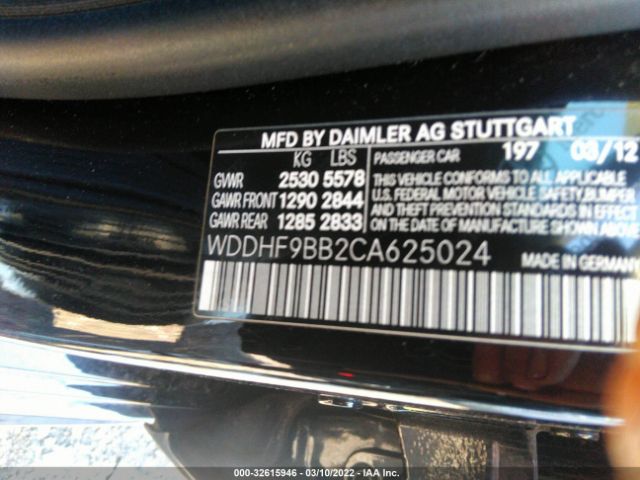 MFD BY DAIMLER AG STUTTGART
KG LBS
GVWR 2530 5578
GAWR FRONT 1290 2844
GAWR REAR 1285 2833
PASSENGER CAR 197 03/12
THIS VEHICLE CONFORMS TO ALL APPLICABLE
U.S. FEDERAL MOTOR VEHICLE SAFETY, BUMPER
AND THEFT PREVENTION STANDARDS IN EFFECT
ON DATE OF MANUFACTURE SHOWN ABOVE
WDDHF9BB2CA625024 MADE IN GERMANY
000-32615946 — 03/10/2022 — IAA Inc.